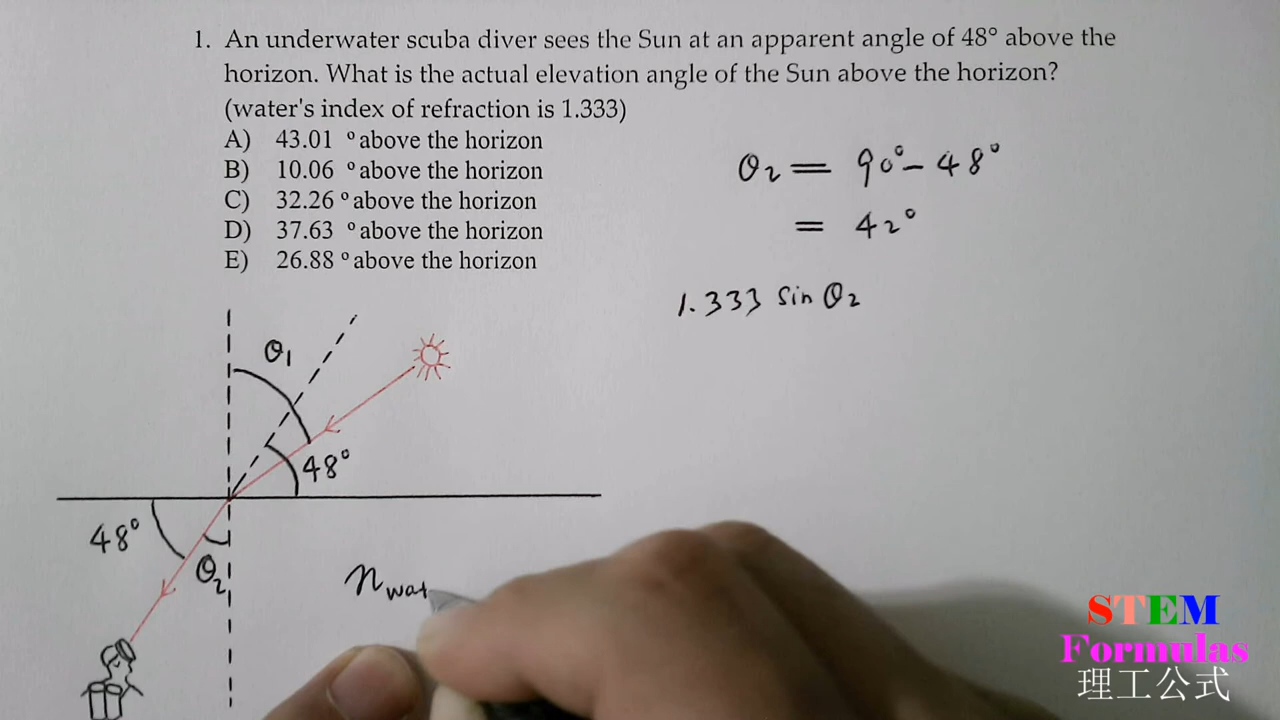 1. An underwater scuba diver sees the Sun at an apparent angle of 48° above the
horizon. What is the actual elevation angle of the Sun above the horizon?
(water's index of refraction is 1.333)
A) 43.01 º above the horizon
B) 10.06 º above the horizon
C) 32.26 º above the horizon
D) 37.63 º above the horizon
E) 26.88 º above the horizon
θ2 = 90° - 48°
= 42°
1.333 sin θ2
θ1
48°
48°
θ2
nwat
STEM
Formulas
理工公式